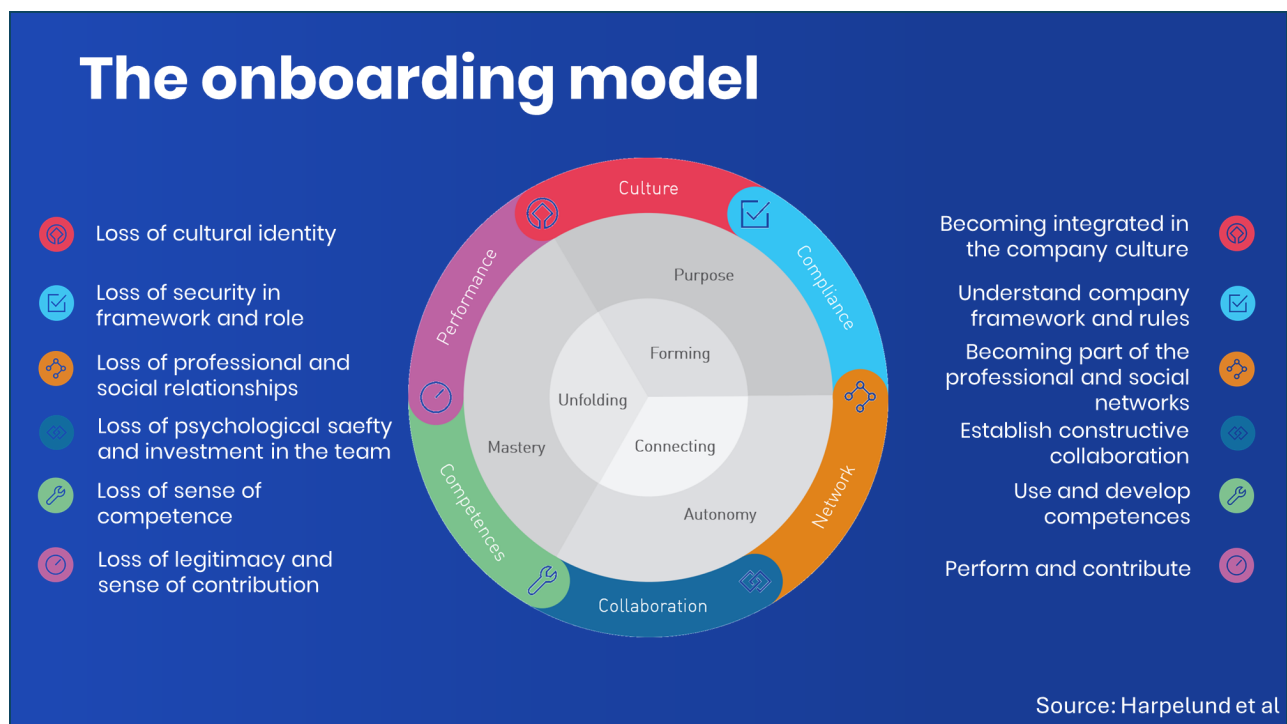 The onboarding model
Loss of cultural identity
Loss of security in
framework and role
Loss of professional and
social relationships
Loss of psychological saefty
and investment in the team
Loss of sense of
competence
Loss of legitimacy and
sense of contribution
Culture
Compliance
Network
Collaboration
Competences
Performance
Purpose
Autonomy
Mastery
Forming
Connecting
Unfolding
Becoming integrated in
the company culture
Understand company
framework and rules
Becoming part of the
professional and social
networks
Establish constructive
collaboration
Use and develop
competences
Perform and contribute
Source: Harpelund et al